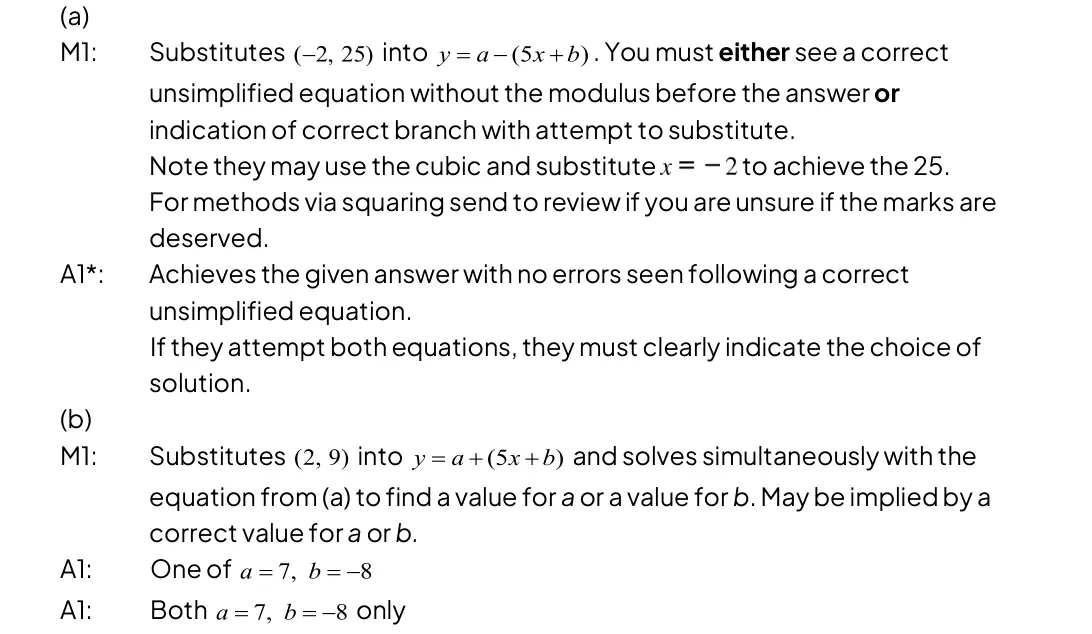 (a)
M1: Substitutes (−2, 25) into y = a − (5x + b). You must either see a correct
unsimplified equation without the modulus before the answer or
indication of correct branch with attempt to substitute.
Note they may use the cubic and substitute x = −2 to achieve the 25.
For methods via squaring send to review if you are unsure if the marks are
deserved.
A1*: Achieves the given answer with no errors seen following a correct
unsimplified equation.
If they attempt both equations, they must clearly indicate the choice of
solution.
(b)
M1: Substitutes (2, 9) into y = a + (5x + b) and solves simultaneously with the
equation from (a) to find a value for a or a value for b. May be implied by a
correct value for a or b.
A1: One of a = 7, b = −8
A1: Both a = 7, b = −8 only